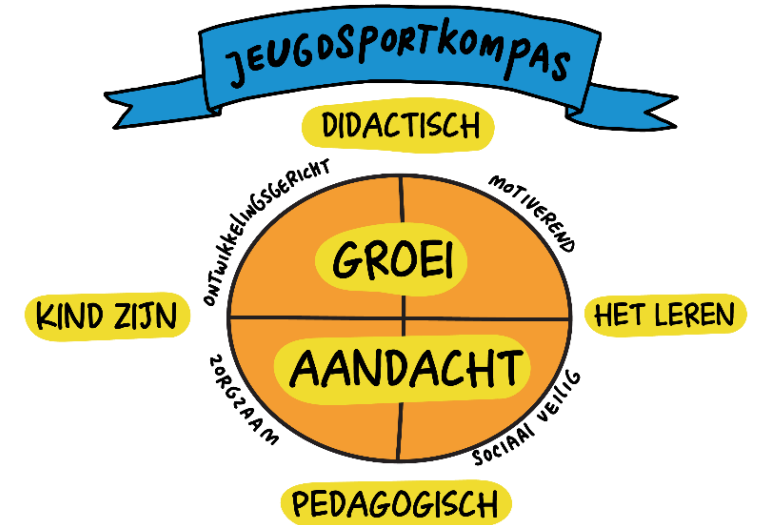 JEUGDSPORTKOMPAS
DIDACTISCH
ONTWIKKELINGSGERICHT
MOTIVEREND
GROEI
KIND ZIJN
HET LEREN
AANDACHT
ZORGZAAM
SOCIAAL VEILIG
PEDAGOGISCH